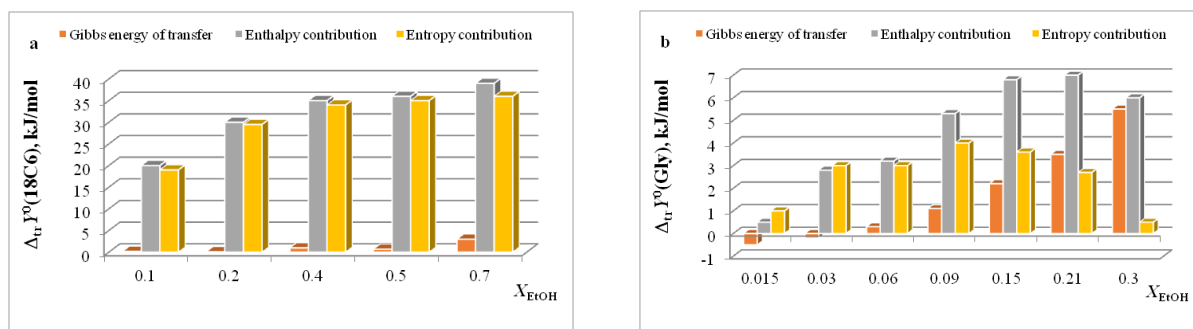 a
Gibbs energy of transfer Enthalpy contribution Entropy contribution
Δtr Y⁰(18C6), kJ/mol
40
35
30
25
20
15
10
5
0
0.1 0.2 0.4 0.5 0.7
XEtOH
b
Gibbs energy of transfer Enthalpy contribution Entropy contribution
Δtr Y⁰(Gly), kJ/mol
7
6
5
4
3
2
1
0
-1
0.015 0.03 0.06 0.09 0.15 0.21 0.3
XEtOH